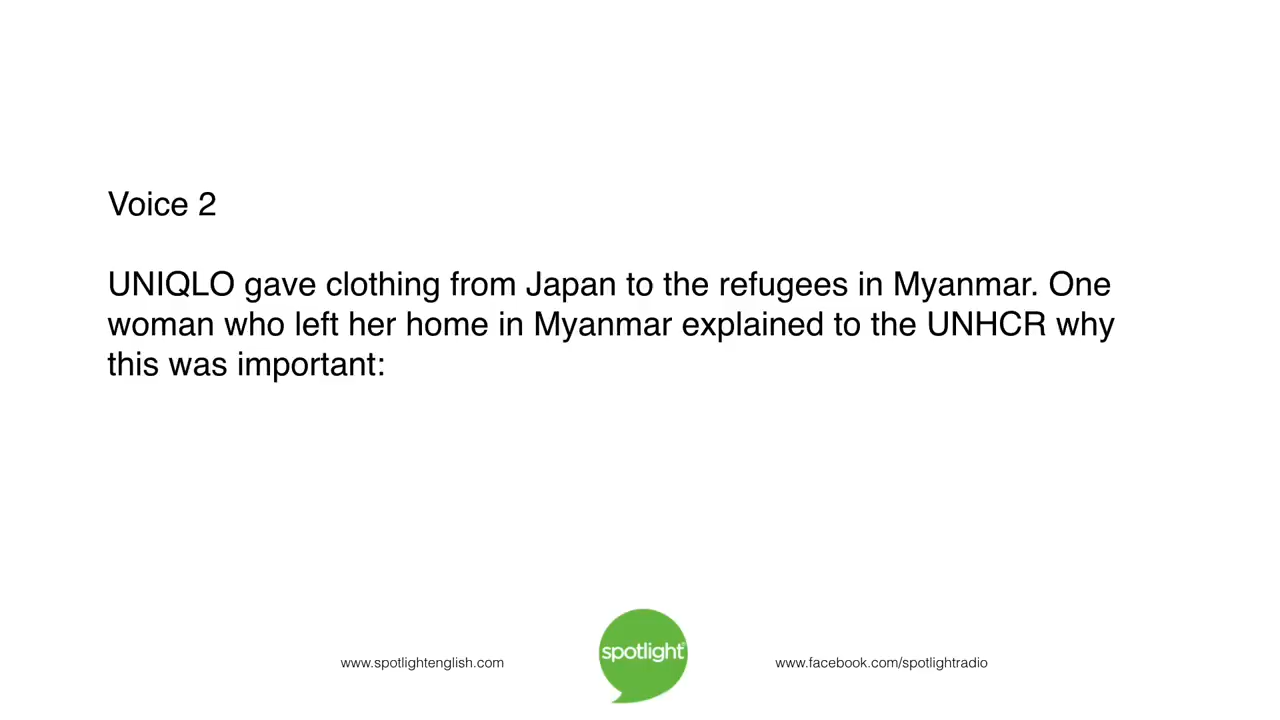 Voice 2
UNIQLO gave clothing from Japan to the refugees in Myanmar. One
woman who left her home in Myanmar explained to the UNHCR why
this was important:
www.spotlightenglish.com
spotlight
www.facebook.com/spotlightradio